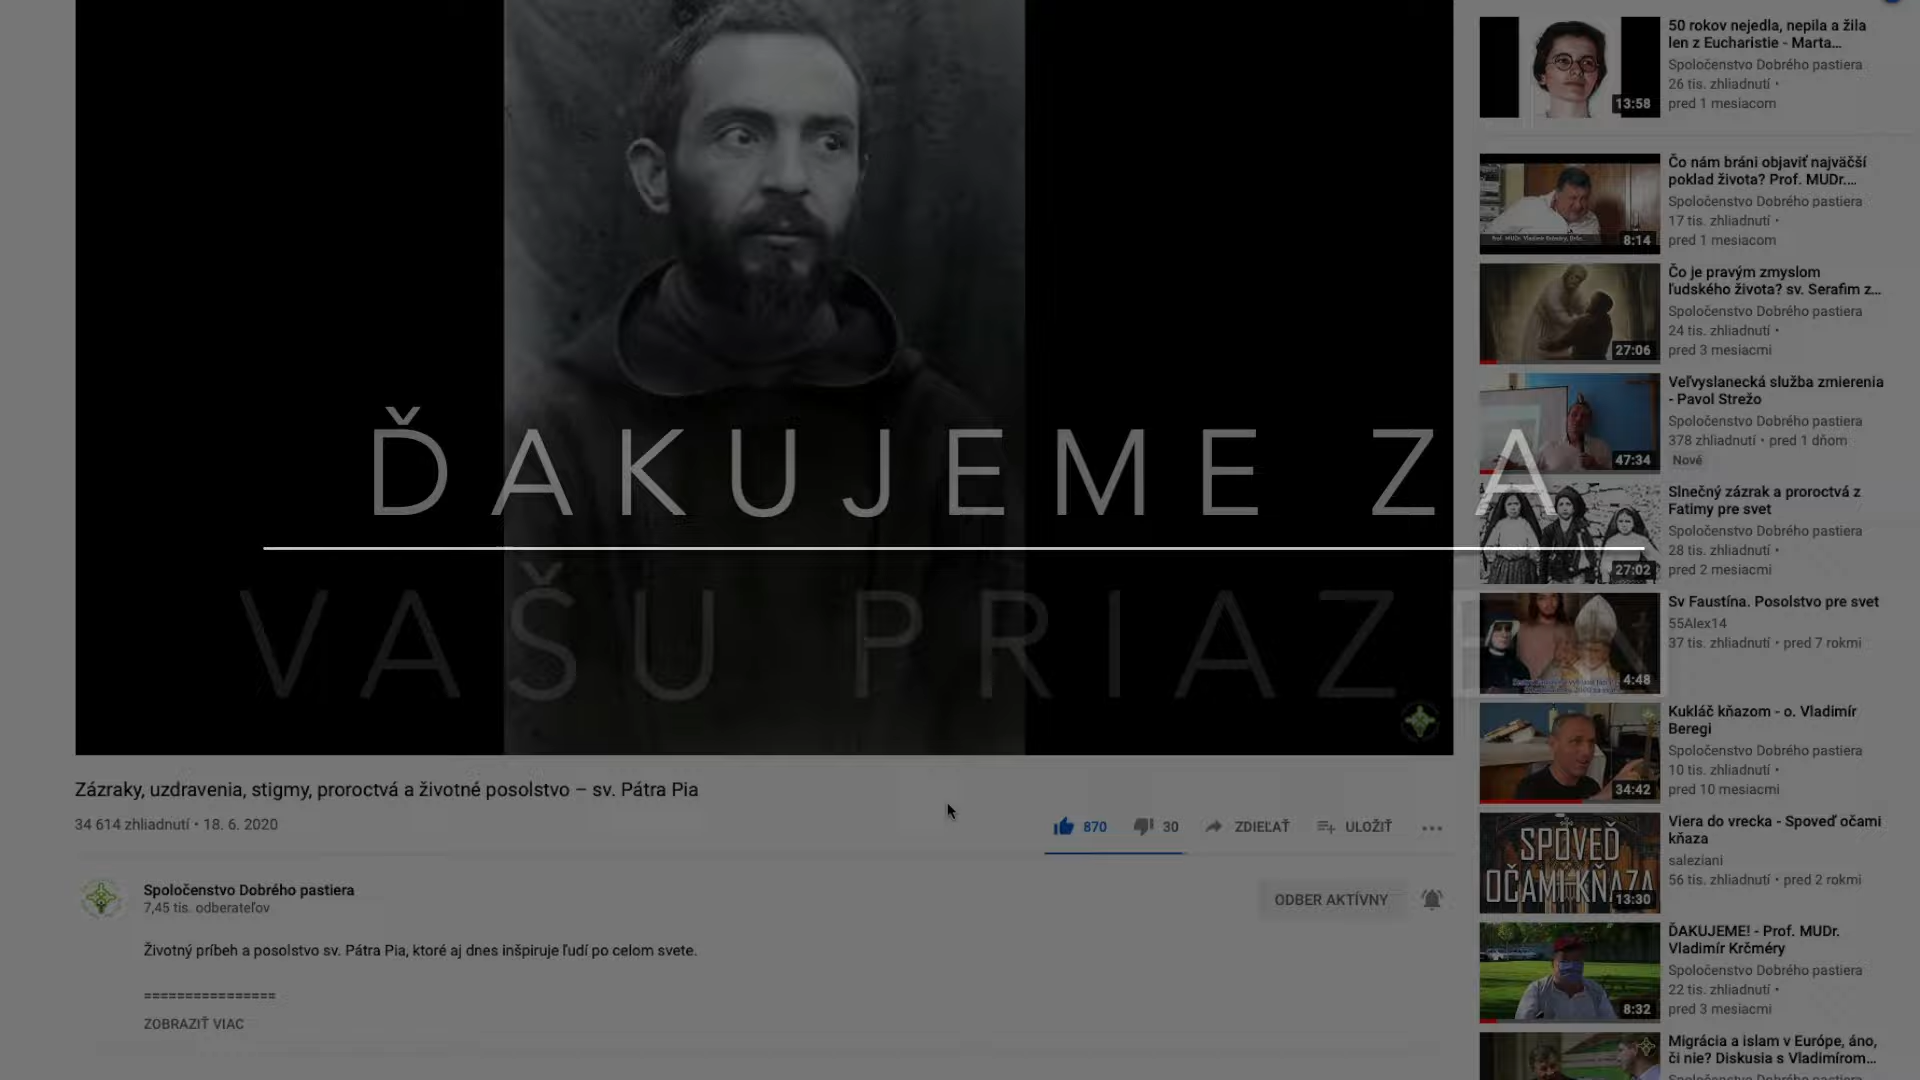 ĎAKUJEME ZA
VAŠU PRIAZEŇ
Zázraky, uzdravenia, stigmy, proroctvá a životné posolstvo – sv. Pátra Pia
34 614 zhliadnutí • 18. 6. 2020
870
30
ZDIEĽAŤ
ULOŽIŤ
Spoločenstvo Dobrého pastiera
7,45 tis. odberateľov
ODBER AKTÍVNY
Životný príbeh a posolstvo sv. Pátra Pia, ktoré aj dnes inšpiruje ľudí po celom svete.
================
ZOBRAZIŤ VIAC
13:58
50 rokov nejedla, nepila a žila
len z Eucharistie - Marta...
Spoločenstvo Dobrého pastiera
26 tis. zhliadnutí •
pred 1 mesiacom
8:14
Čo nám bráni objaviť najväčší
poklad života? Prof. MUDr....
Spoločenstvo Dobrého pastiera
17 tis. zhliadnutí •
pred 1 mesiacom
27:06
Čo je pravým zmyslom
ľudského života? sv. Serafim z...
Spoločenstvo Dobrého pastiera
24 tis. zhliadnutí •
pred 3 mesiacmi
47:34
Veľvyslanecká služba zmierenia
- Pavol Strežo
Spoločenstvo Dobrého pastiera
378 zhliadnutí • pred 1 dňom
Nové
27:02
Slnečný zázrak a proroctvá z
Fatimy pre svet
Spoločenstvo Dobrého pastiera
28 tis. zhliadnutí •
pred 2 mesiacmi
4:48
Sv Faustína. Posolstvo pre svet
55Alex14
37 tis. zhliadnutí • pred 7 rokmi
34:42
Kukláč kňazom - o. Vladimír
Beregi
Spoločenstvo Dobrého pastiera
10 tis. zhliadnutí •
pred 10 mesiacmi
SPOVEĎ
OČAMI KŇAZA
13:30
Viera do vrecka - Spoveď očami
kňaza
saleziani
56 tis. zhliadnutí • pred 2 rokmi
8:32
ĎAKUJEME! - Prof. MUDr.
Vladimír Krčméry
Spoločenstvo Dobrého pastiera
22 tis. zhliadnutí •
pred 3 mesiacmi
Migrácia a islam v Európe, áno,
či nie? Diskusia s Vladimírom...